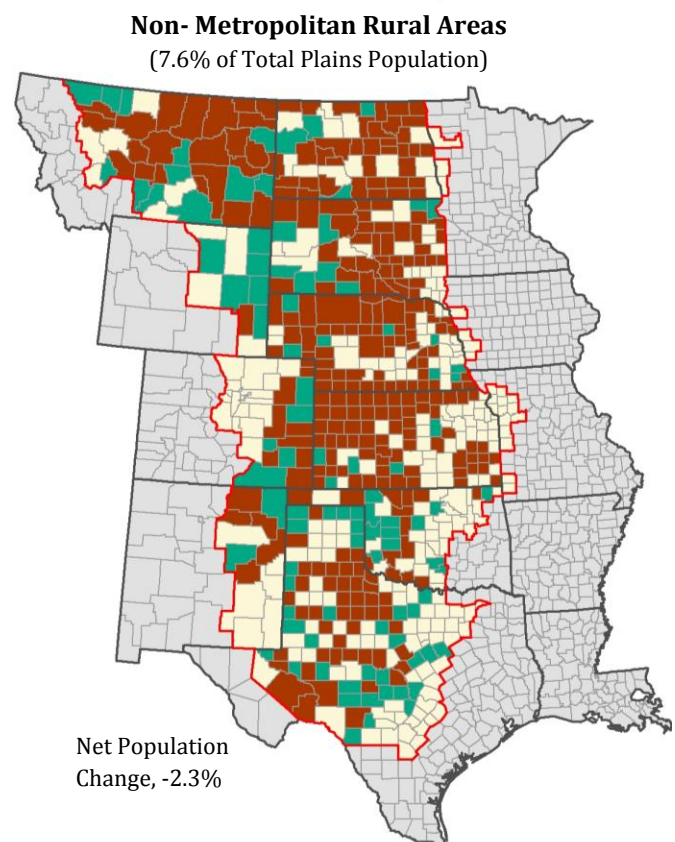 Non- Metropolitan Rural Areas
(7.6% of Total Plains Population)
Net Population
Change, -2.3%